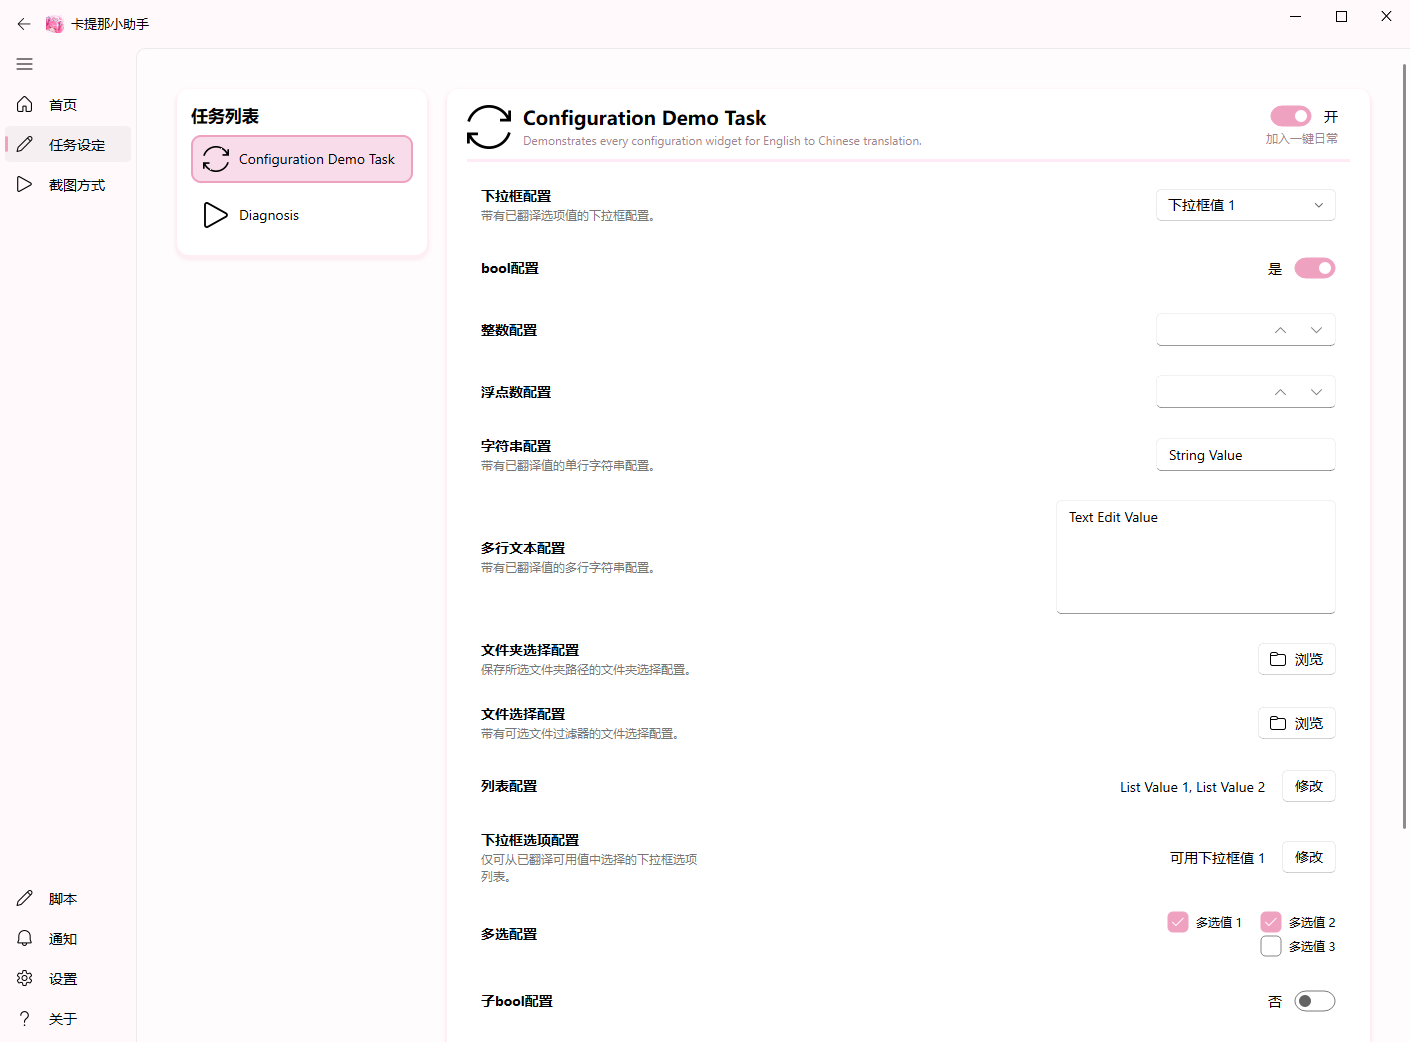 卡提那小助手
首页
任务设定
截图方式
脚本
通知
设置
关于
任务列表
Configuration Demo Task
Diagnosis
Configuration Demo Task
Demonstrates every configuration widget for English to Chinese translation.
开
加入一键日常
下拉框配置
带有已翻译选项值的下拉框配置。
下拉框值 1
bool配置
是
整数配置
浮点数配置
字符串配置
带有已翻译值的单行字符串配置。
String Value
多行文本配置
带有已翻译值的多行字符串配置。
Text Edit Value
文件夹选择配置
保存所选文件夹路径的文件夹选择配置。
浏览
文件选择配置
带有可选文件过滤器的文件选择配置。
浏览
列表配置
List Value 1, List Value 2
修改
下拉框选项配置
仅可从已翻译可用值中选择的下拉框选项
列表。
可用下拉框值 1
修改
多选配置
多选值 1
多选值 2
多选值 3
子bool配置
否